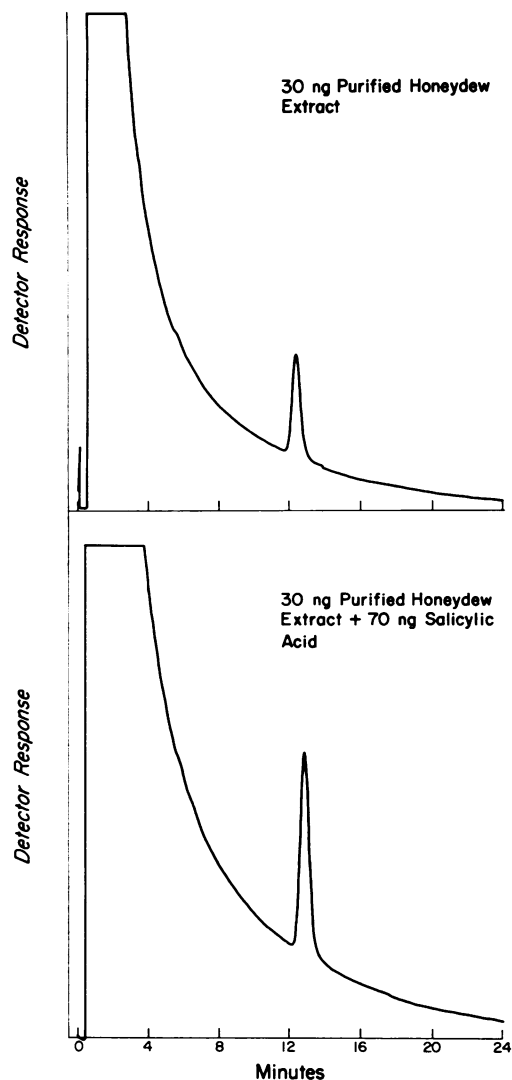 30 ng Purified Honeydew
Extract
Detector Response
30 ng Purified Honeydew
Extract + 70 ng Salicylic
Acid
Detector Response
0 4 8 12 16 20 24
Minutes